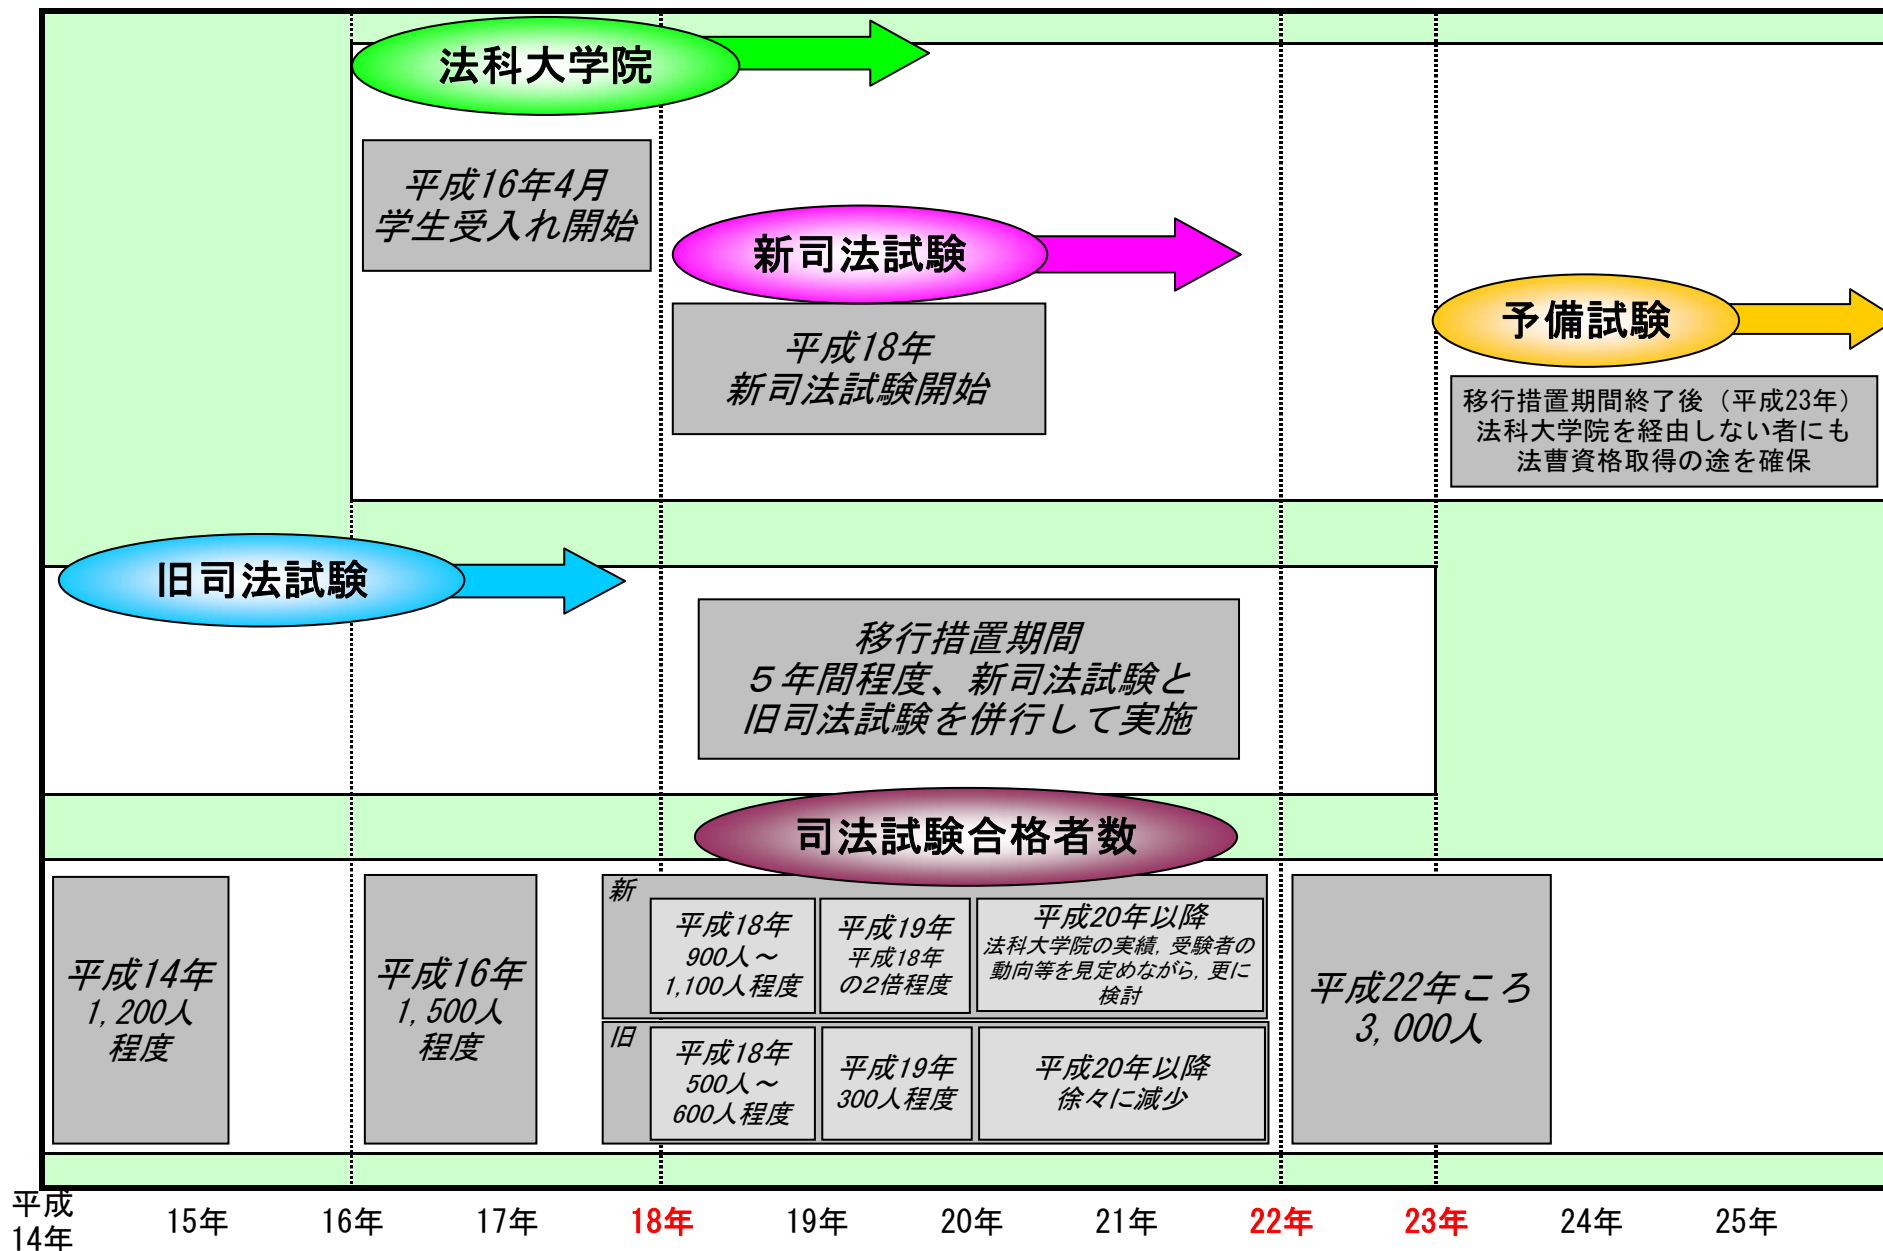 法科大学院
平成16年4月
学生受入れ開始
新司法試験
平成18年
新司法試験開始
予備試験
移行措置期間終了後（平成23年）
法科大学院を経由しない者にも
法曹資格取得の途を確保
旧司法試験
移行措置期間
５年間程度、新司法試験と
旧司法試験を併行して実施
司法試験合格者数
平成14年
1,200人
程度
平成16年
1,500人
程度
新
平成18年
900人～
1,100人程度
平成19年
平成18年
の2倍程度
平成20年以降
法科大学院の実績,受験者の
動向等を見定めながら,更に
検討
旧
平成18年
500人～
600人程度
平成19年
300人程度
平成20年以降
徐々に減少
平成22年ころ
3,000人
平成
14年
15年
16年
17年
18年
19年
20年
21年
22年
23年
24年
25年